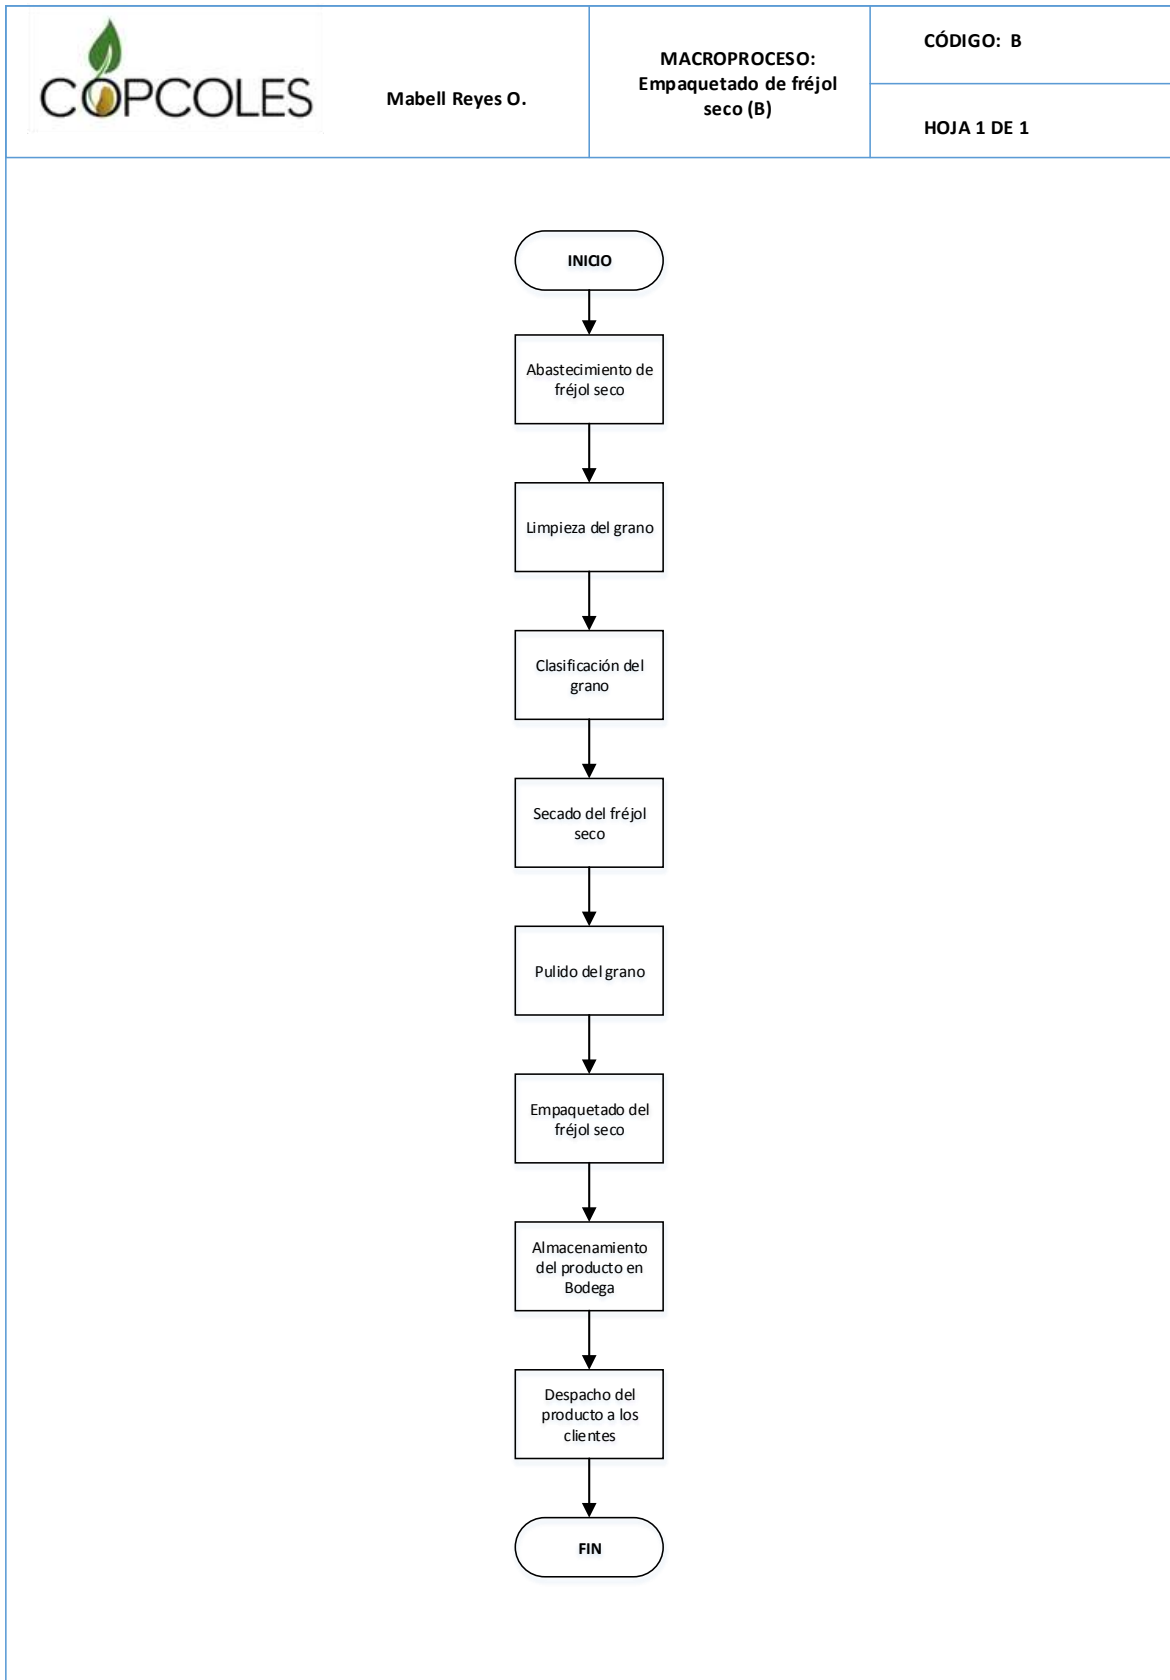 COPCOLES
Mabell Reyes O.
MACROPROCESO:
Empaquetado de fréjol
seco (B)
CÓDIGO: B
HOJA 1 DE 1
INICIO
Abastecimiento de
fréjol seco
Limpieza del grano
Clasificación del
grano
Secado del fréjol
seco
Pulido del grano
Empaquetado del
fréjol seco
Almacenamiento
del producto en
Bodega
Despacho del
producto a los
clientes
FIN